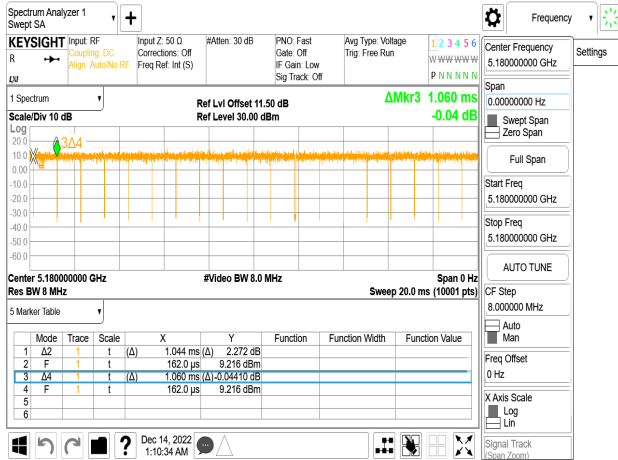 Spectrum Analyzer 1
Swept SA
Frequency
Settings
KEYSIGHT
R
LXI
Input: RF
Coupling: DC
Align: Auto/No RF
Input Z: 50 Ω
Corrections: Off
Freq Ref: Int (S)
#Atten: 30 dB
PNO: Fast
Gate: Off
IF Gain: Low
Sig Track: Off
Avg Type: Voltage
Trig: Free Run
1 2 3 4 5 6
W W W W W W
P N N N N N
1 Spectrum
Scale/Div 10 dB
Ref Lvl Offset 11.50 dB
Ref Level 30.00 dBm
ΔMkr3 1.060 ms
-0.04 dB
Log
20.0
10.0
0.00
-10.0
-20.0
-30.0
-40.0
-50.0
-60.0
3Δ4
Center 5.180000000 GHz
Res BW 8 MHz
#Video BW 8.0 MHz
Span 0 Hz
Sweep 20.0 ms (10001 pts)
5 Marker Table
Mode Trace Scale X Y Function Function Width Function Value
1 Δ2 1 t (Δ) 1.044 ms (Δ) 2.272 dB
2 F 1 t 162.0 µs 9.216 dBm
3 Δ4 1 t (Δ) 1.060 ms (Δ) -0.04410 dB
4 F 1 t 162.0 µs 9.216 dBm
5
6
Center Frequency
5.180000000 GHz
Span
0.00000000 Hz
Swept Span
Zero Span
Full Span
Start Freq
5.180000000 GHz
Stop Freq
5.180000000 GHz
AUTO TUNE
CF Step
8.000000 MHz
Auto
Man
Freq Offset
0 Hz
X Axis Scale
Log
Lin
Signal Track
(Span Zoom)
?
Dec 14, 2022
1:10:34 AM